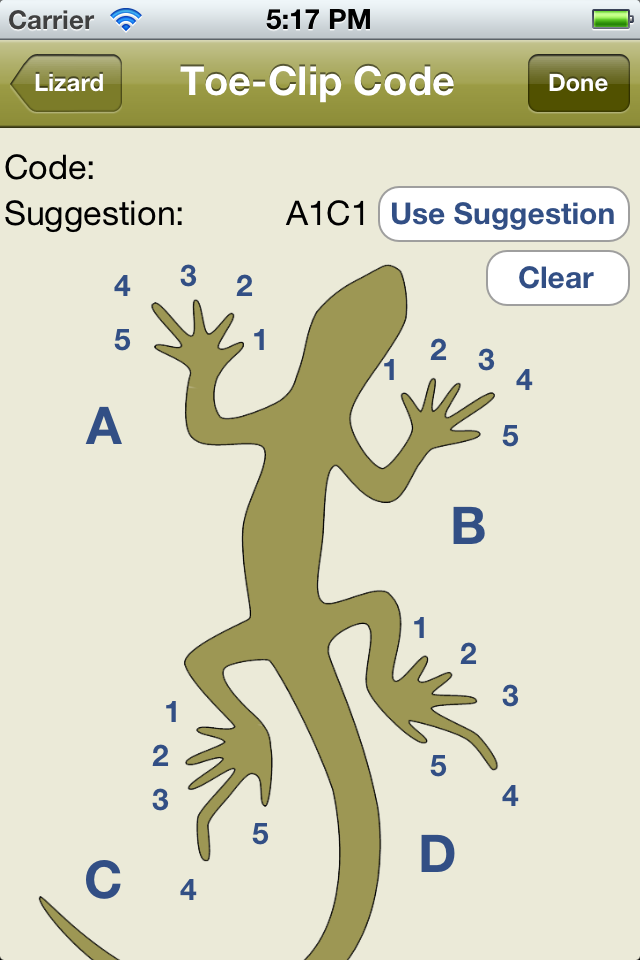 Carrier 5:17 PM
Lizard Toe-Clip Code Done
Code:
Suggestion: A1C1 Use Suggestion
Clear
4 3 2
5 1
A
1 2 3 4
5
B
1
2
3
5
4
D
1
2
3
5
4
C